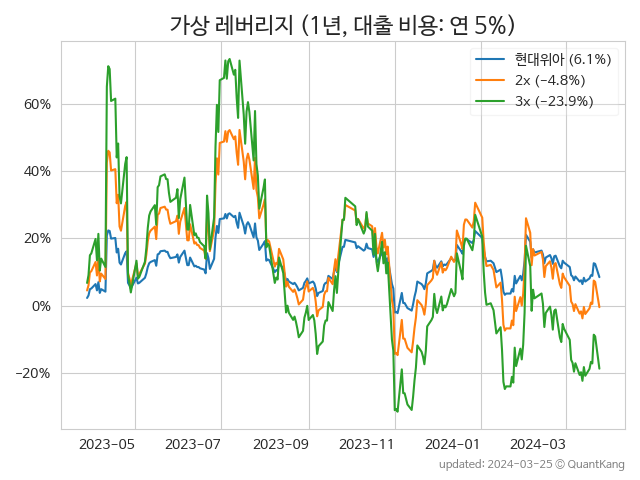 가상 레버리지 (1년, 대출 비용: 연 5%)
현대위아 (6.1%)
2x (−4.8%)
3x (−23.9%)
60%
40%
20%
0%
−20%
2023−05 2023−07 2023−09 2023−11 2024−01 2024−03
updated: 2024-03-25 © QuantKang